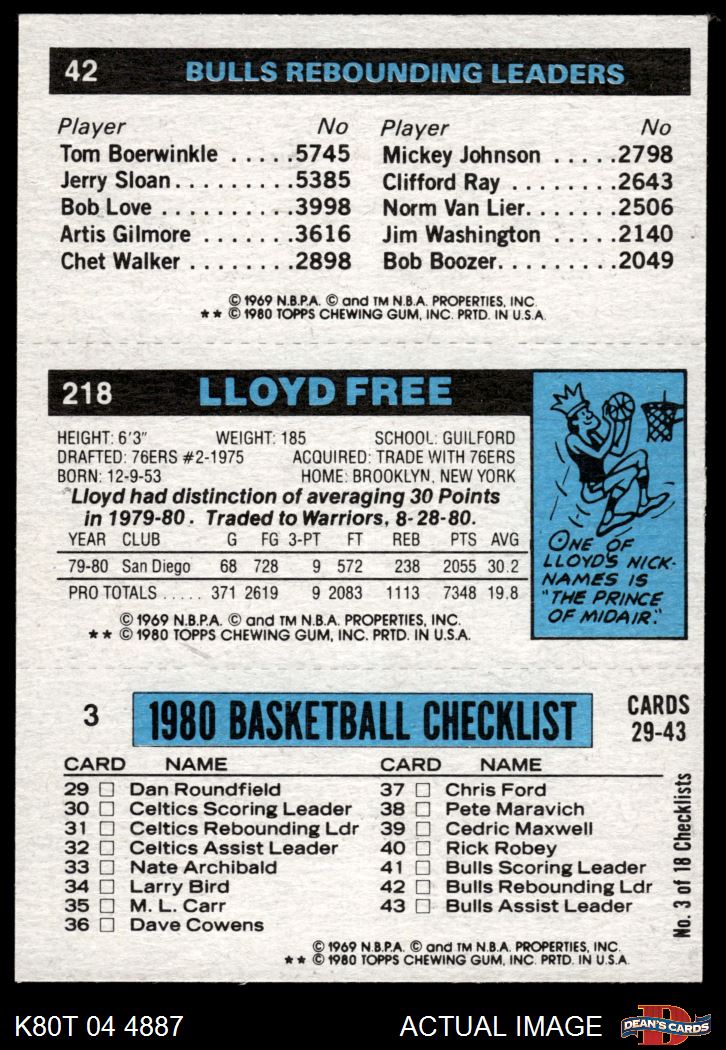 42 BULLS REBOUNDING LEADERS
Player No Player No
Tom Boerwinkle .....5745 Mickey Johnson .....2798
Jerry Sloan..........5385 Clifford Ray ........2643
Bob Love ..........3998 Norm Van Lier.......2506
Artis Gilmore .......3616 Jim Washington .....2140
Chet Walker ........2898 Bob Boozer.........2049
© 1969 N.B.P.A. © and TM N.B.A. PROPERTIES, INC.
** © 1980 TOPPS CHEWING GUM, INC. PRTD. IN U.S.A.
218 LLOYD FREE
HEIGHT: 6'3" WEIGHT: 185 SCHOOL: GUILFORD
DRAFTED: 76ERS #2-1975 ACQUIRED: TRADE WITH 76ERS
BORN: 12-9-53 HOME: BROOKLYN, NEW YORK
Lloyd had distinction of averaging 30 Points
in 1979-80. Traded to Warriors, 8-28-80.
YEAR CLUB G FG 3-PT FT REB PTS AVG
79-80 San Diego 68 728 9 572 238 2055 30.2
PRO TOTALS ..... 371 2619 9 2083 1113 7348 19.8
© 1969 N.B.P.A. © and TM N.B.A. PROPERTIES, INC.
** © 1980 TOPPS CHEWING GUM, INC. PRTD. IN U.S.A.
ONE OF
LLOYD'S NICK-
NAMES IS
"THE PRINCE
OF MIDAIR."
3 1980 BASKETBALL CHECKLIST
CARDS
29-43
CARD NAME CARD NAME
29 □ Dan Roundfield 37 □ Chris Ford
30 □ Celtics Scoring Leader 38 □ Pete Maravich
31 □ Celtics Rebounding Ldr 39 □ Cedric Maxwell
32 □ Celtics Assist Leader 40 □ Rick Robey
33 □ Nate Archibald 41 □ Bulls Scoring Leader
34 □ Larry Bird 42 □ Bulls Rebounding Ldr
35 □ M. L. Carr 43 □ Bulls Assist Leader
36 □ Dave Cowens
No. 3 of 18 Checklists
© 1969 N.B.P.A. © and TM N.B.A. PROPERTIES, INC.
** © 1980 TOPPS CHEWING GUM, INC. PRTD. IN U.S.A.
K80T 04 4887 ACTUAL IMAGE
D
DEAN'S CARDS